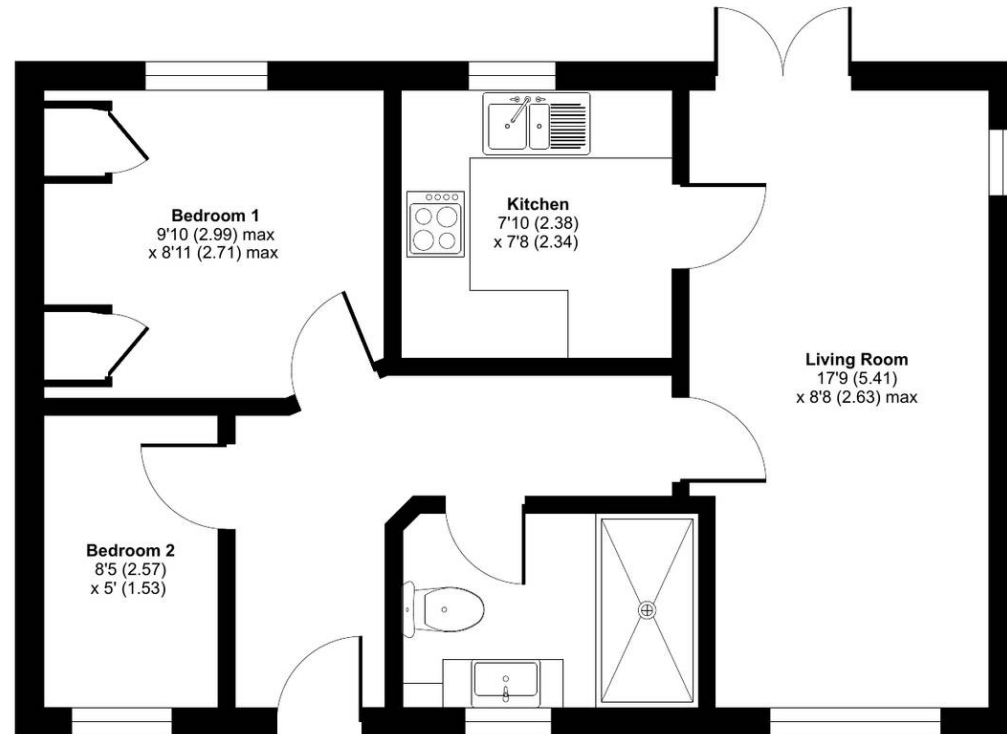 Bedroom 1
9'10 (2.99) max
x 8'11 (2.71) max
Kitchen
7'10 (2.38)
x 7'8 (2.34)
Living Room
17'9 (5.41)
x 8'8 (2.63) max
Bedroom 2
8'5 (2.57)
x 5' (1.53)